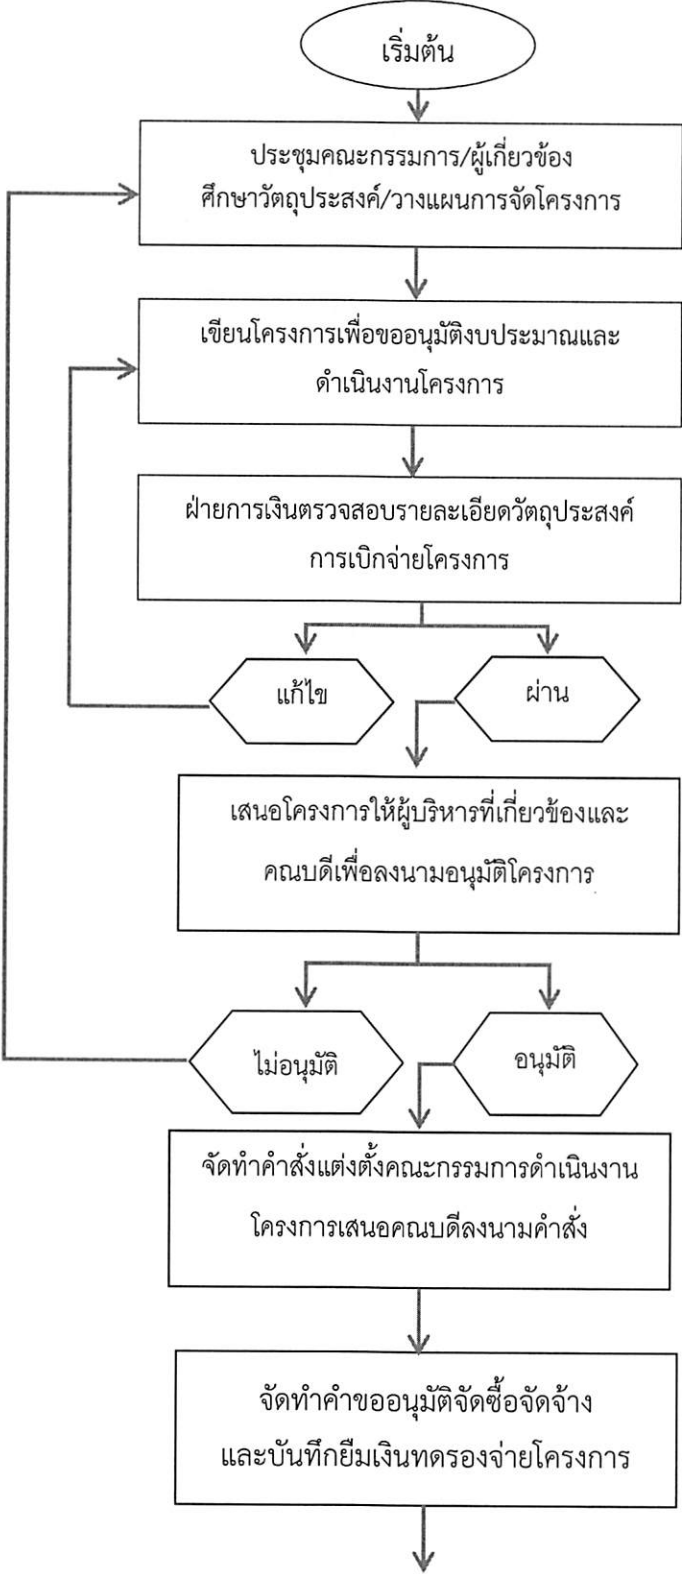 เริ่มต้น
ประชุมคณะกรรมการ/ผู้เกี่ยวข้อง
ศึกษาวัตถุประสงค์/วางแผนการจัดโครงการ
เขียนโครงการเพื่อขออนุมัติงบประมาณและ
ดำเนินงานโครงการ
ฝ่ายการเงินตรวจสอบรายละเอียดวัตถุประสงค์
การเบิกจ่ายโครงการ
แก้ไข
ผ่าน
เสนอโครงการให้ผู้บริหารที่เกี่ยวข้องและ
คณบดีเพื่อลงนามอนุมัติโครงการ
ไม่อนุมัติ
อนุมัติ
จัดทำคำสั่งแต่งตั้งคณะกรรมการดำเนินงาน
โครงการเสนอคณบดีลงนามคำสั่ง
จัดทำคำขออนุมัติจัดซื้อจัดจ้าง
และบันทึกยืมเงินทดรองจ่ายโครงการ